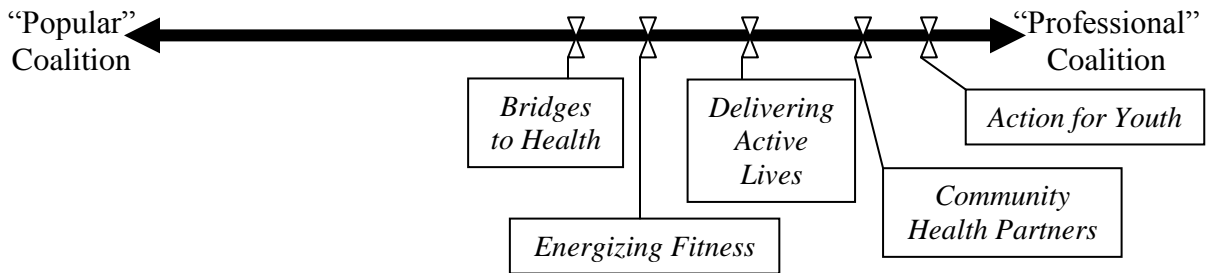 “Popular”
Coalition
“Professional”
Coalition
Bridges
to Health
Delivering
Active
Lives
Action for Youth
Community
Health Partners
Energizing Fitness